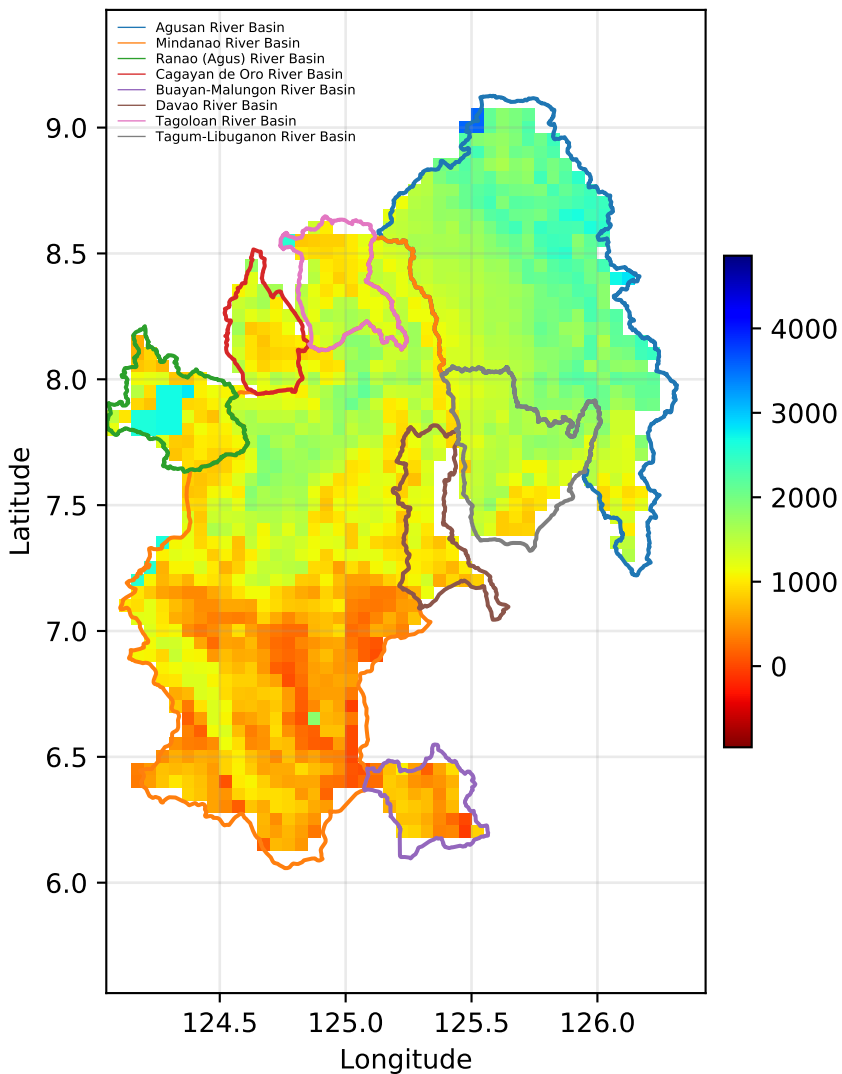 Agusan River Basin
Mindanao River Basin
Ranao (Agus) River Basin
Cagayan de Oro River Basin
Buayan-Malungon River Basin
Davao River Basin
Tagoloan River Basin
Tagum-Libuganon River Basin
9.0
8.5
8.0
7.5
7.0
6.5
6.0
Latitude
124.5 125.0 125.5 126.0
Longitude
4000
3000
2000
1000
0